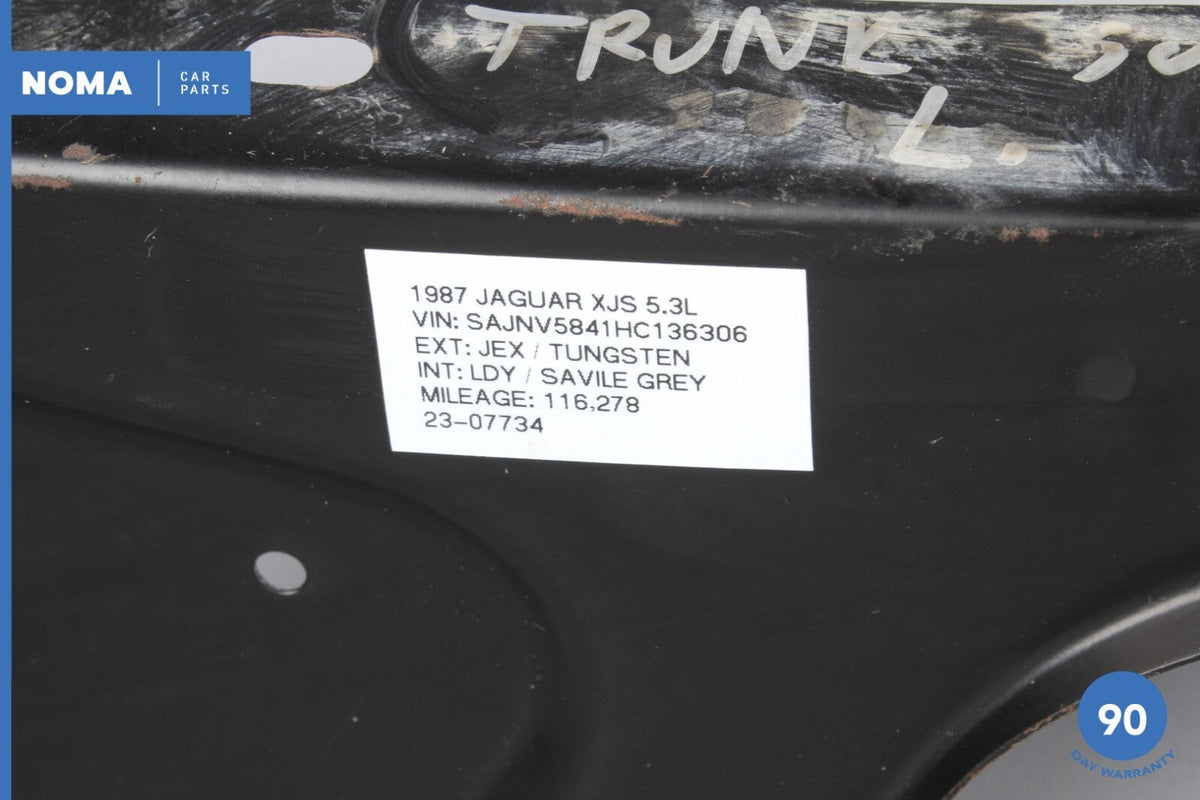 TRUNK
L.
NOMA
CAR
PARTS
1987 JAGUAR XJS 5.3L
VIN: SAJNV5841HC136306
EXT: JEX / TUNGSTEN
INT: LDY / SAVILE GREY
MILEAGE: 116,278
23-07734
90
DAY WARRANTY